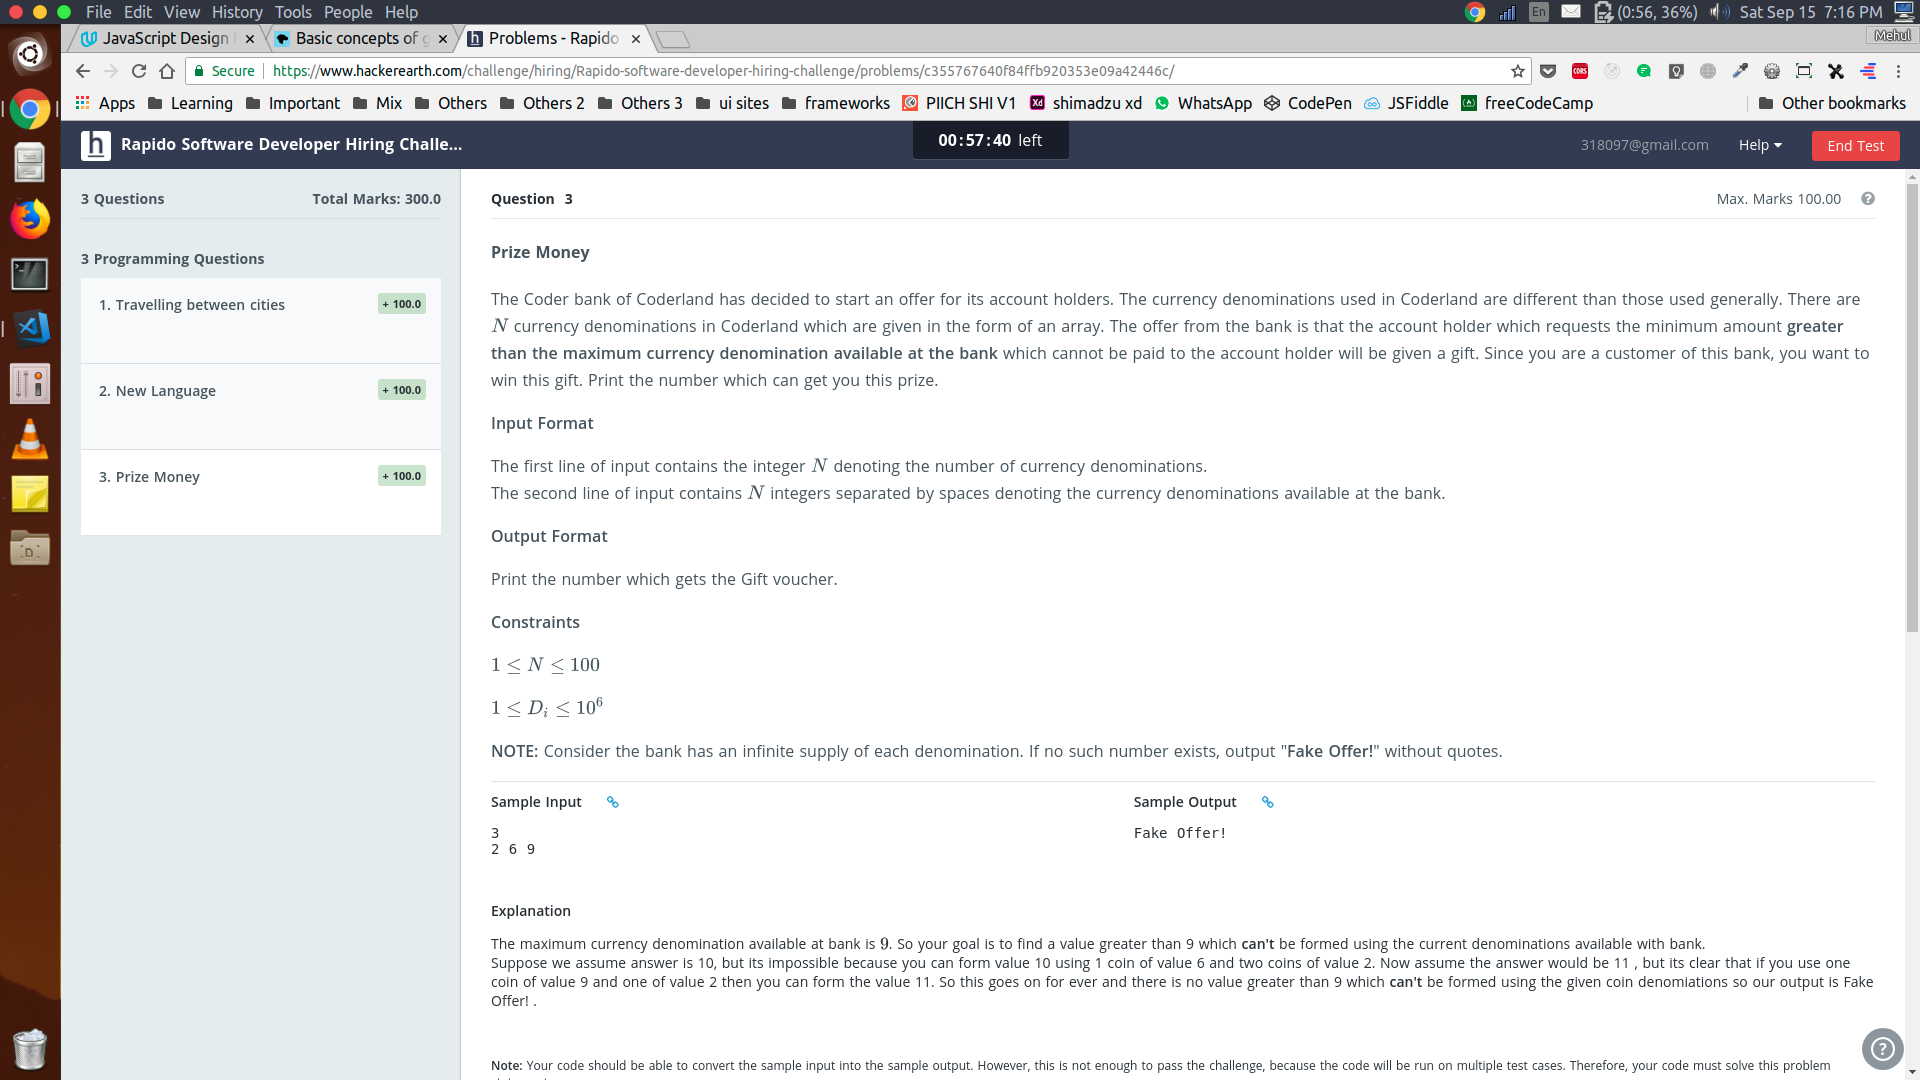 File Edit View History Tools People Help
En (0:56, 36%) Sat Sep 15 7:16 PM
JavaScript Design × Basic concepts of g × Problems - Rapido × Mehul
Secure https://www.hackerearth.com/challenge/hiring/Rapido-software-developer-hiring-challenge/problems/c355767640f84ffb920353e09a42446c/
Apps Learning Important Mix Others Others 2 Others 3 ui sites frameworks PIICH SHI V1 shimadzu xd WhatsApp CodePen JSFiddle freeCodeCamp Other bookmarks
h Rapido Software Developer Hiring Challe... 00:57:40 left 318097@gmail.com Help End Test
3 Questions Total Marks: 300.0
3 Programming Questions
1. Travelling between cities + 100.0
2. New Language + 100.0
3. Prize Money + 100.0
Question 3 Max. Marks 100.00
Prize Money
The Coder bank of Coderland has decided to start an offer for its account holders. The currency denominations used in Coderland are different than those used generally. There are
N currency denominations in Coderland which are given in the form of an array. The offer from the bank is that the account holder which requests the minimum amount greater
than the maximum currency denomination available at the bank which cannot be paid to the account holder will be given a gift. Since you are a customer of this bank, you want to
win this gift. Print the number which can get you this prize.
Input Format
The first line of input contains the integer N denoting the number of currency denominations.
The second line of input contains N integers separated by spaces denoting the currency denominations available at the bank.
Output Format
Print the number which gets the Gift voucher.
Constraints
1 ≤ N ≤ 100
1 ≤ Dᵢ ≤ 10⁶
NOTE: Consider the bank has an infinite supply of each denomination. If no such number exists, output "Fake Offer!" without quotes.
Sample Input Sample Output
3 Fake Offer!
2 6 9
Explanation
The maximum currency denomination available at bank is 9. So your goal is to find a value greater than 9 which can't be formed using the current denominations available with bank.
Suppose we assume answer is 10, but its impossible because you can form value 10 using 1 coin of value 6 and two coins of value 2. Now assume the answer would be 11 , but its clear that if you use one
coin of value 9 and one of value 2 then you can form the value 11. So this goes on for ever and there is no value greater than 9 which can't be formed using the given coin denomiations so our output is Fake
Offer! .
Note: Your code should be able to convert the sample input into the sample output. However, this is not enough to pass the challenge, because the code will be run on multiple test cases. Therefore, your code must solve this problem